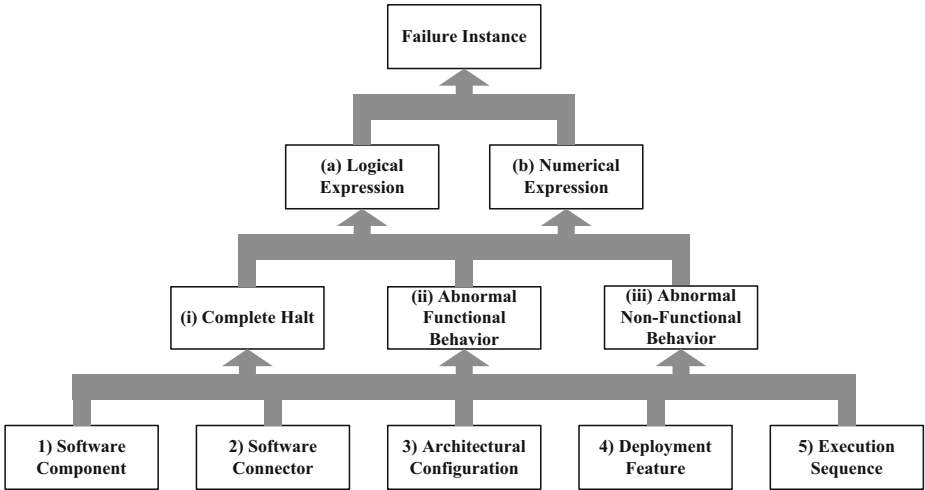 Failure Instance
(a) Logical
Expression
(b) Numerical
Expression
(i) Complete Halt
(ii) Abnormal
Functional
Behavior
(iii) Abnormal
Non-Functional
Behavior
1) Software
Component
2) Software
Connector
3) Architectural
Configuration
4) Deployment
Feature
5) Execution
Sequence